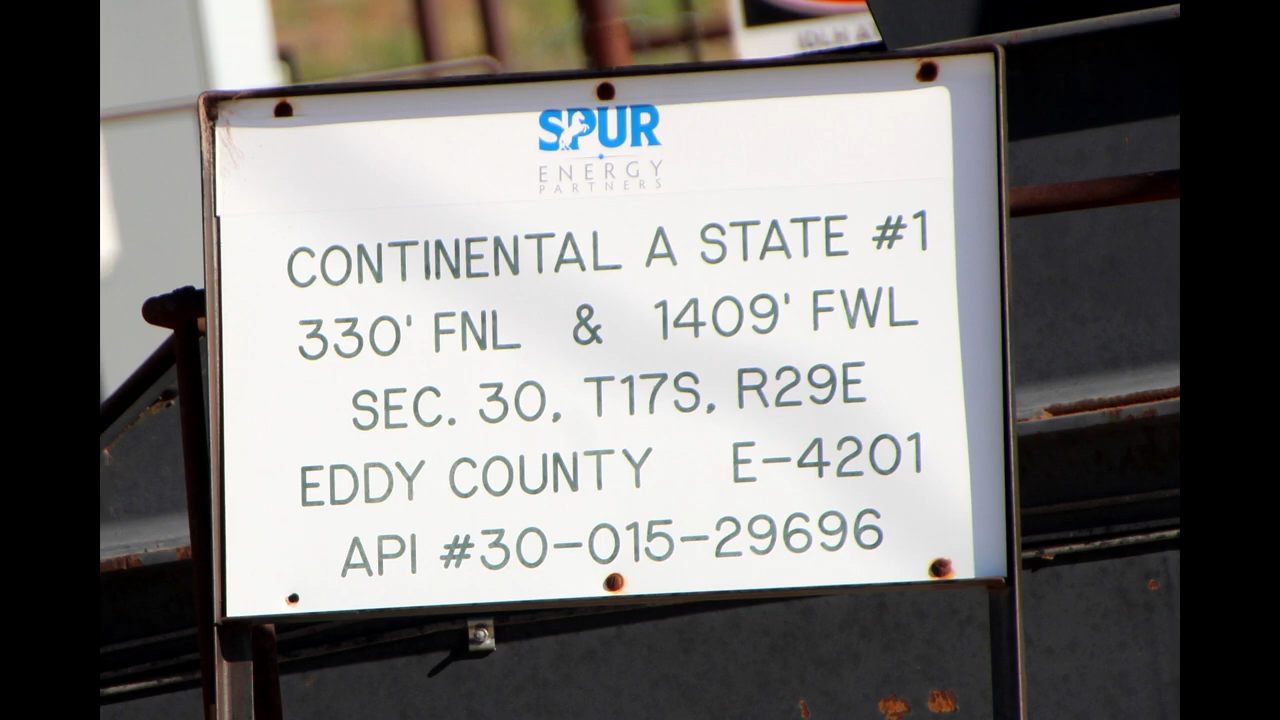 SPUR
ENERGY
PARTNERS
CONTINENTAL A STATE #1
330' FNL & 1409' FWL
SEC. 30, T17S, R29E
EDDY COUNTY E-4201
API #30-015-29696